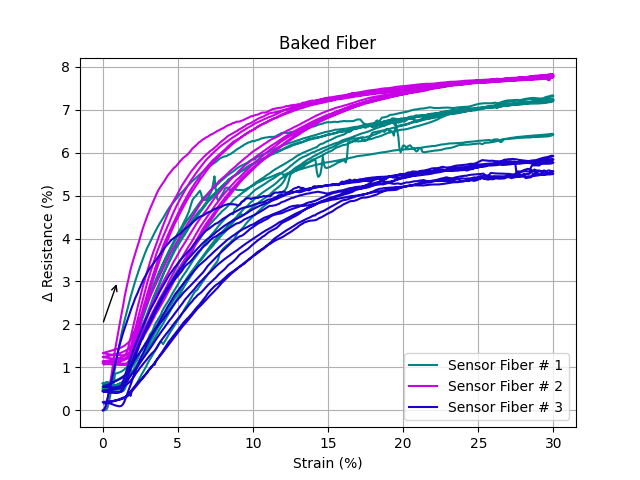 Baked Fiber
Δ Resistance (%)
8
7
6
5
4
3
2
1
0
0 5 10 15 20 25 30
Strain (%)
Sensor Fiber # 1
Sensor Fiber # 2
Sensor Fiber # 3